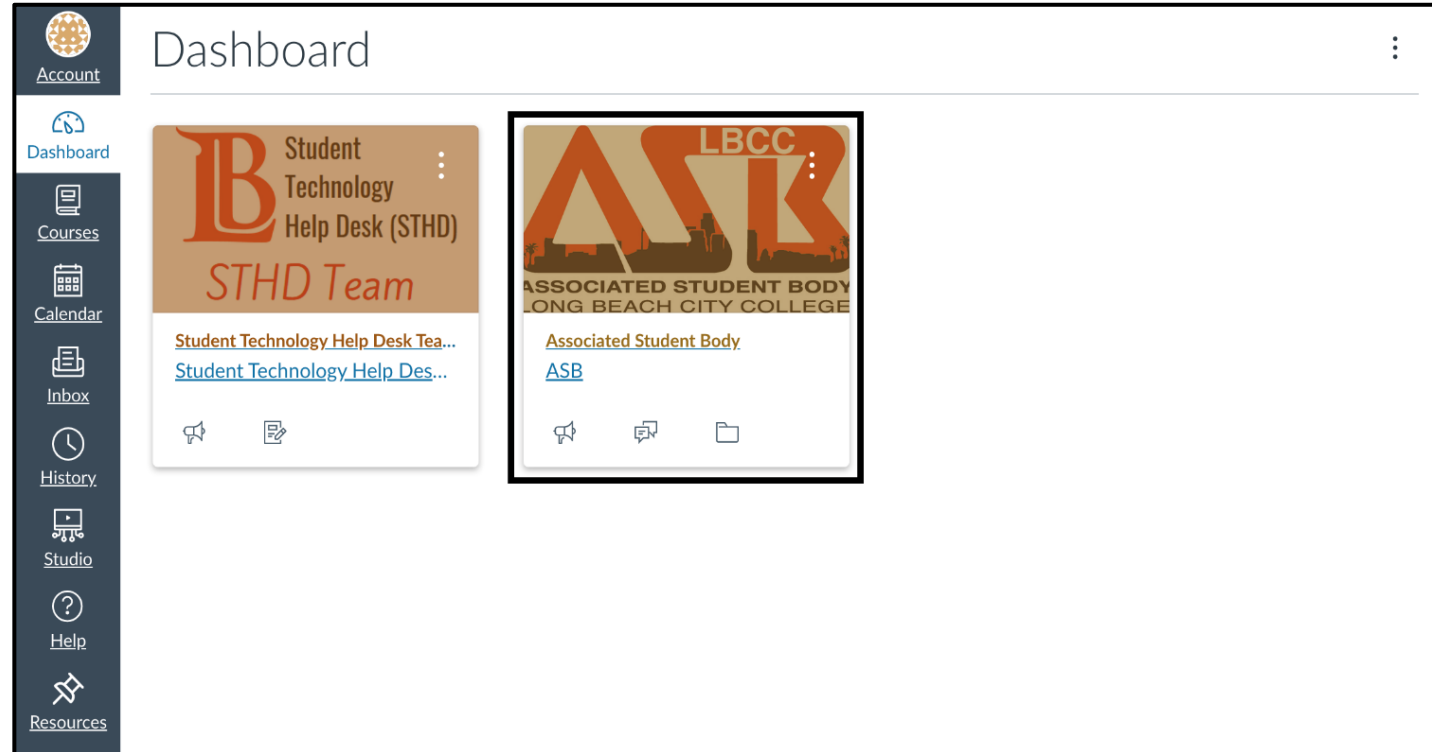 Account
Dashboard
Courses
Calendar
Inbox
History
Studio
Help
Resources
Dashboard
LB
Student
Technology
Help Desk (STHD)
STHD Team
Student Technology Help Desk Tea...
Student Technology Help Des...
LBCC
ASB
ASSOCIATED STUDENT BODY
LONG BEACH CITY COLLEGE
Associated Student Body
ASB